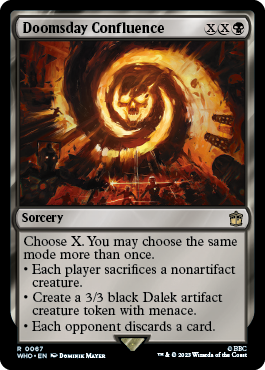 Doomsday Confluence XXB
Sorcery
Choose X. You may choose the same
mode more than once.
• Each player sacrifices a nonartifact
creature.
• Create a 3/3 black Dalek artifact
creature token with menace.
• Each opponent discards a card.
R 0067
WHO • EN Dominik Mayer
© BBC
™ & © 2023 Wizards of the Coast